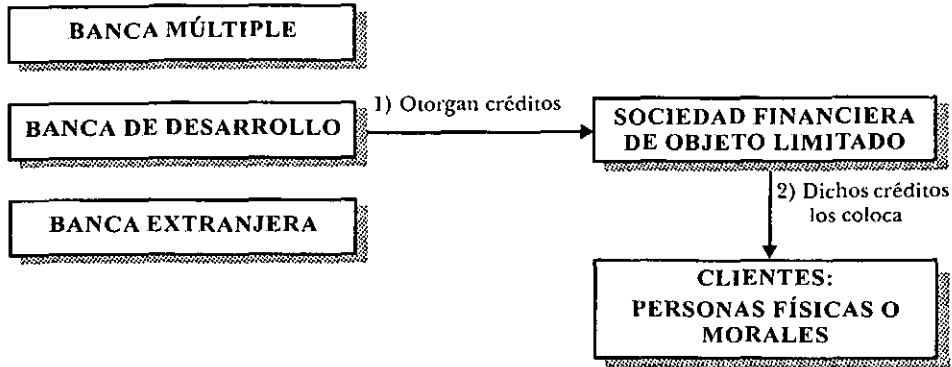 BANCA MÚLTIPLE
BANCA DE DESARROLLO
1) Otorgan créditos
SOCIEDAD FINANCIERA
DE OBJETO LIMITADO
BANCA EXTRANJERA
2) Dichos créditos
los coloca
CLIENTES:
PERSONAS FÍSICAS O
MORALES